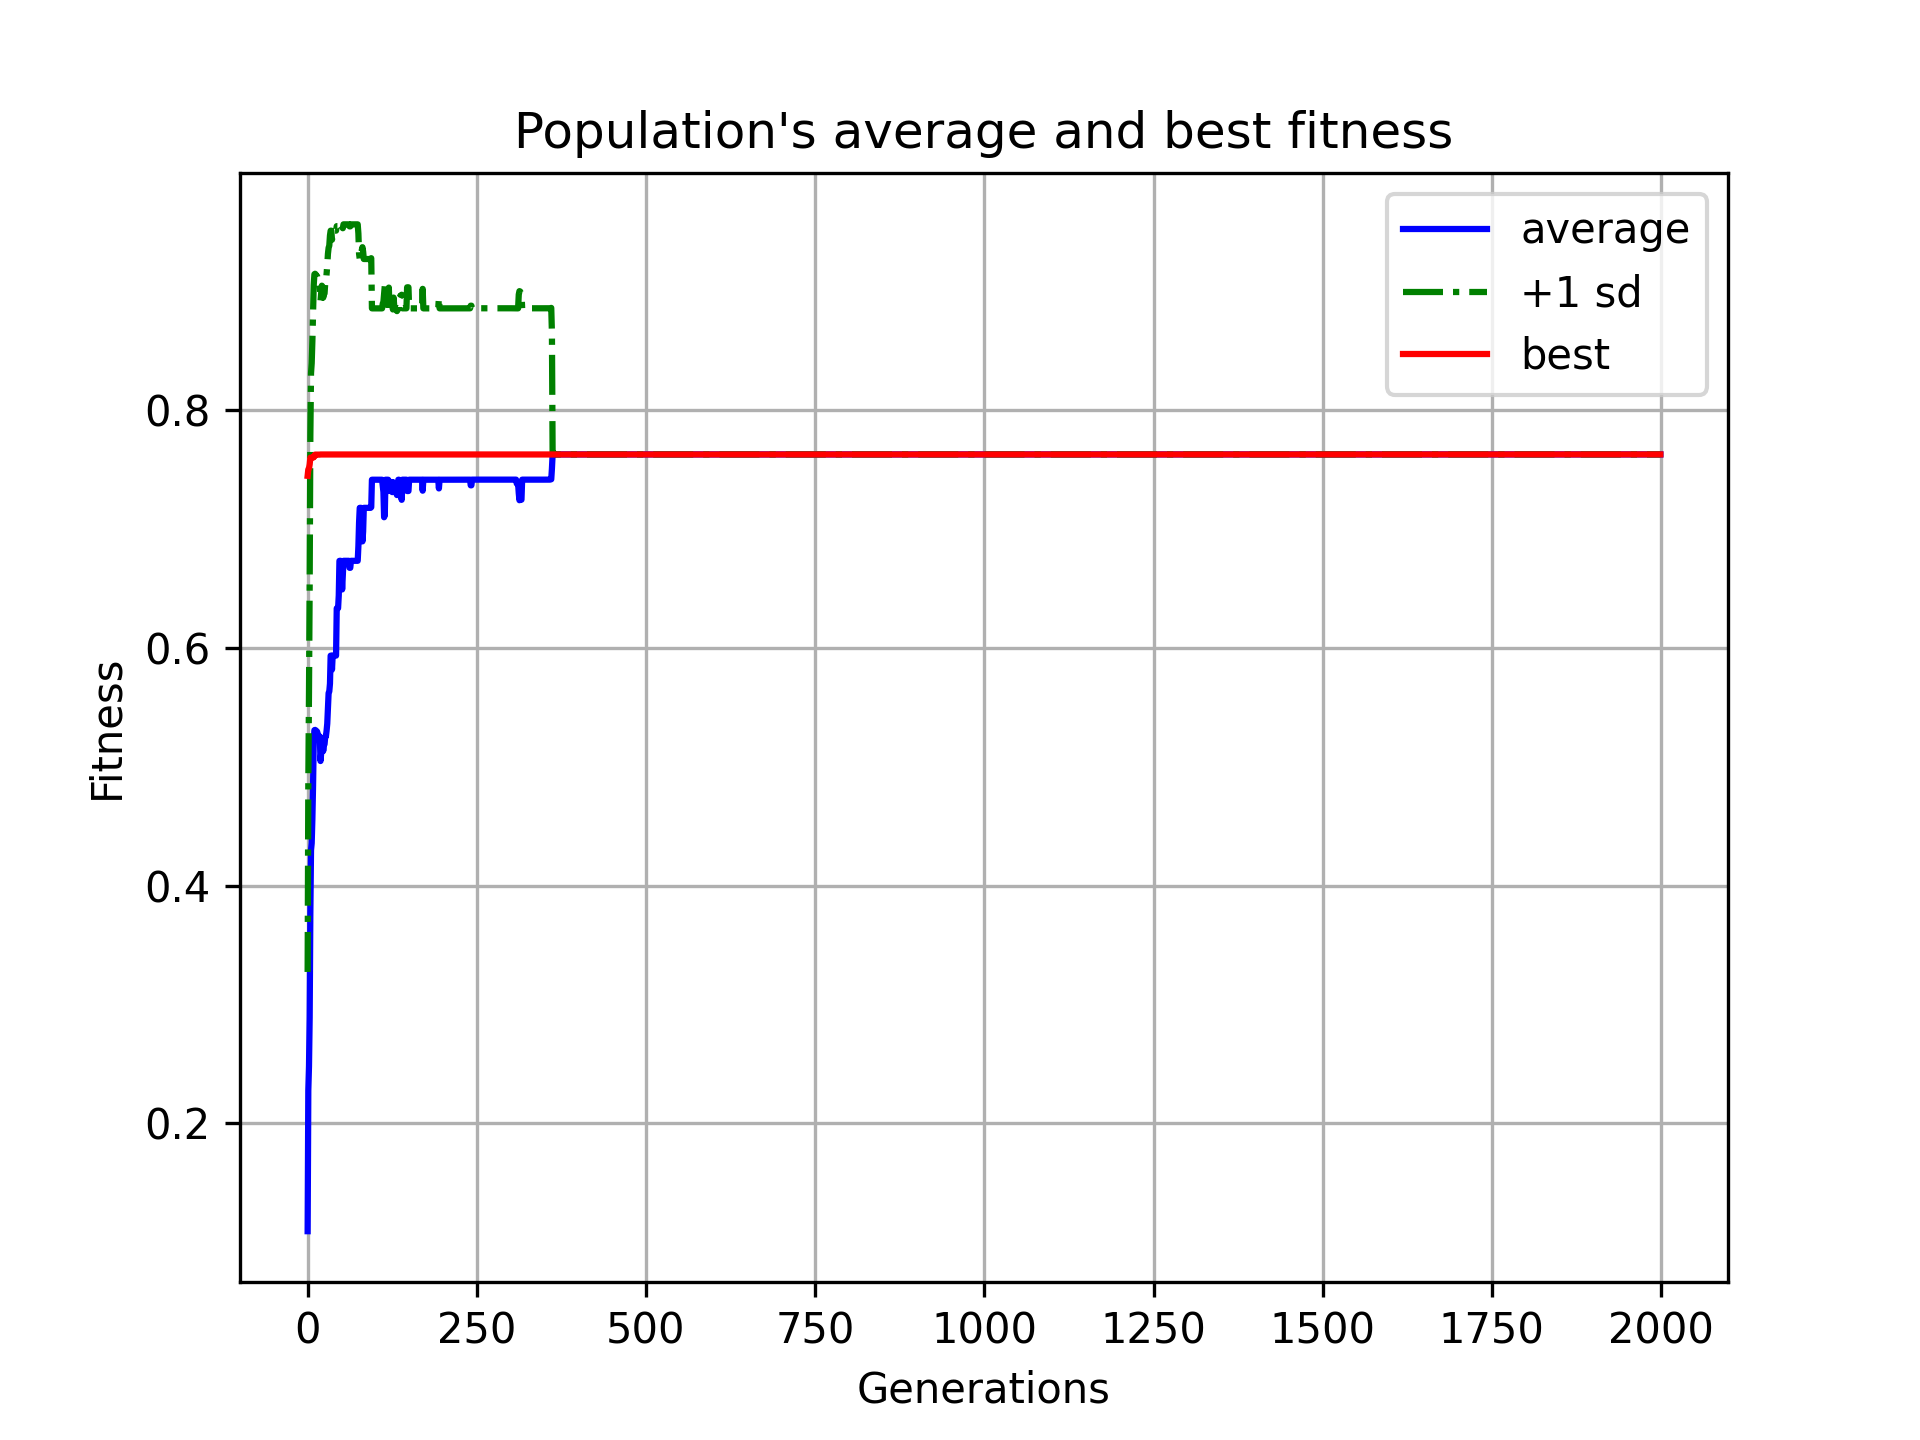 Population's average and best fitness
average
+1 sd
best
0.8
0.6
0.4
0.2
Fitness
0 250 500 750 1000 1250 1500 1750 2000
Generations